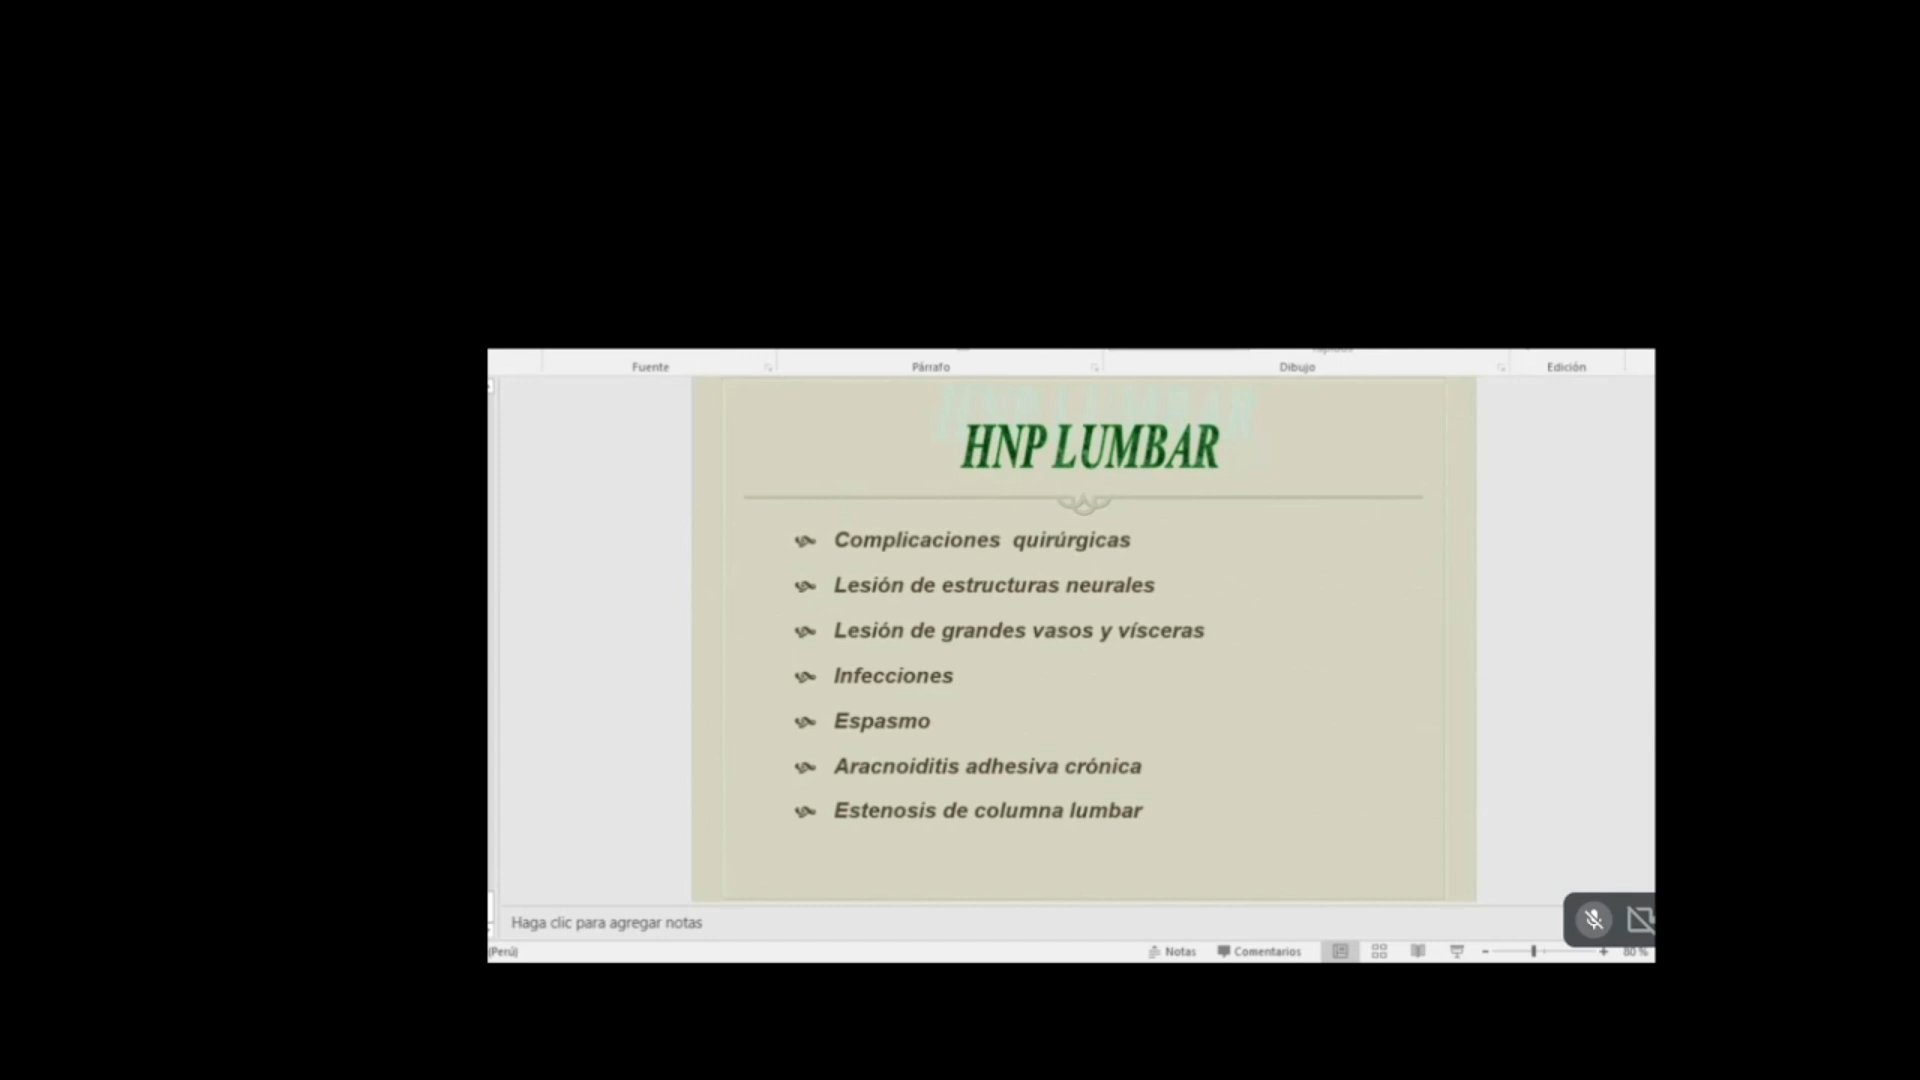 Fuente Párrafo Dibujo Edición
HNP LUMBAR
Complicaciones quirúrgicas
Lesión de estructuras neurales
Lesión de grandes vasos y vísceras
Infecciones
Espasmo
Aracnoiditis adhesiva crónica
Estenosis de columna lumbar
Haga clic para agregar notas
(Perú) Notas Comentarios 80 %